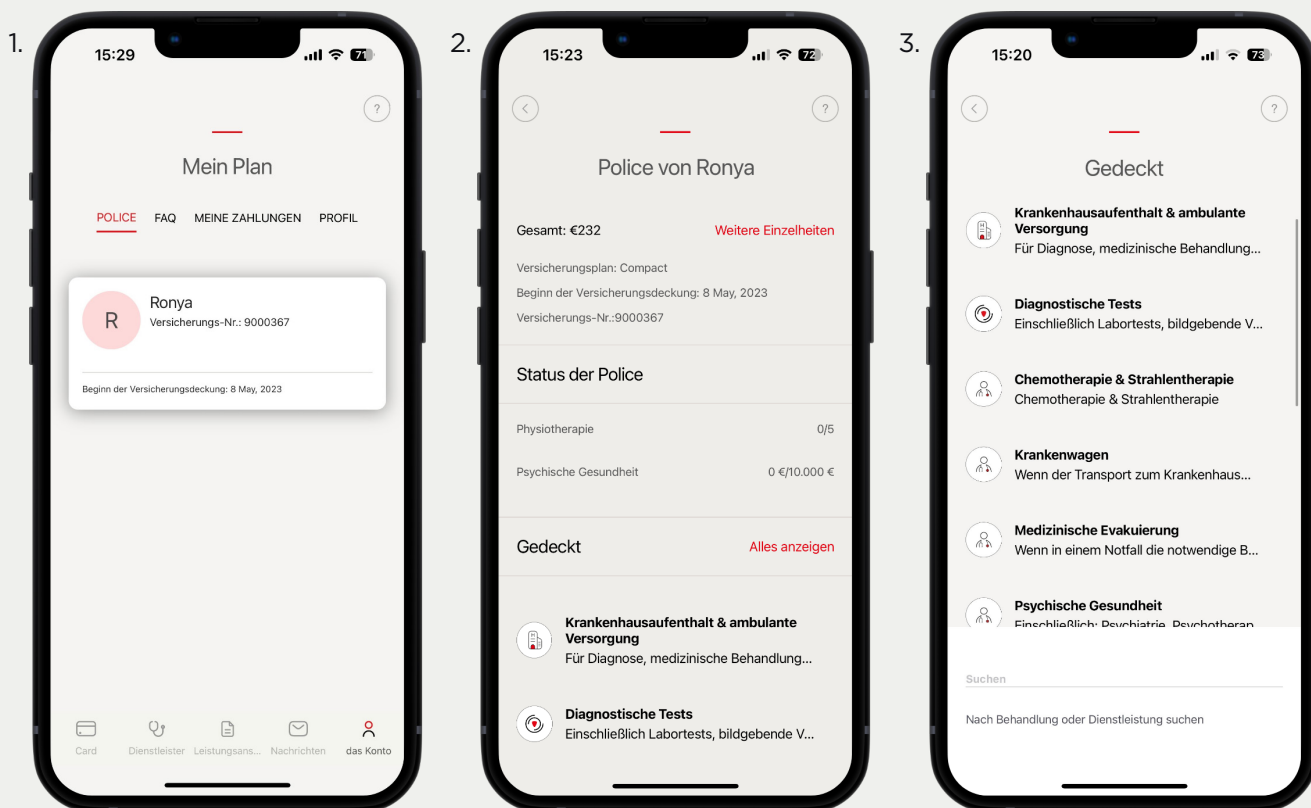 1.
15:29
71
?
Mein Plan
POLICE FAQ MEINE ZAHLUNGEN PROFIL
R
Ronya
Versicherungs-Nr.: 9000367
Beginn der Versicherungsdeckung: 8 May, 2023
Card Dienstleister Leistungsans... Nachrichten das Konto
2.
15:23
72
?
Police von Ronya
Gesamt: €232 Weitere Einzelheiten
Versicherungsplan: Compact
Beginn der Versicherungsdeckung: 8 May, 2023
Versicherungs-Nr.:9000367
Status der Police
Physiotherapie 0/5
Psychische Gesundheit 0 €/10.000 €
Gedeckt Alles anzeigen
Krankenhausaufenthalt & ambulante
Versorgung
Für Diagnose, medizinische Behandlung...
Diagnostische Tests
Einschließlich Labortests, bildgebende V...
3.
15:20
73
?
Gedeckt
Krankenhausaufenthalt & ambulante
Versorgung
Für Diagnose, medizinische Behandlung...
Diagnostische Tests
Einschließlich Labortests, bildgebende V...
Chemotherapie & Strahlentherapie
Chemotherapie & Strahlentherapie
Krankenwagen
Wenn der Transport zum Krankenhaus...
Medizinische Evakuierung
Wenn in einem Notfall die notwendige B...
Psychische Gesundheit
Einschließlich: Psychiatrie, Psychotherap
Suchen
Nach Behandlung oder Dienstleistung suchen